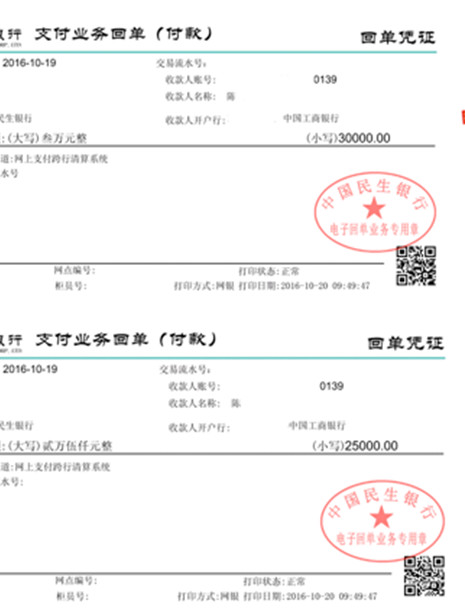 行 支付业务回单（付款） 回单凭证
2016-10-19 交易流水号:
收款人账号: 0139
收款人名称: 陈
民生银行 收款人开户行: 中国工商银行
:(大写)叁万元整 (小写)30000.00
道:网上支付跨行清算系统
水号
中国民生银行
电子回单业务专用章
网点编号: 打印状态:正常
柜员号: 打印方式:网银 打印日期:2016-10-20 09:49:47
行 支付业务回单（付款） 回单凭证
2016-10-19 交易流水号:
收款人账号: 0139
收款人名称: 陈
民生银行 收款人开户行: 中国工商银行
:(大写)贰万伍仟元整 (小写)25000.00
道:网上支付跨行清算系统
水号:
中国民生银行
电子回单业务专用章
网点编号: 打印状态:正常
柜员号: 打印方式:网银 打印日期:2016-10-20 09:49:47